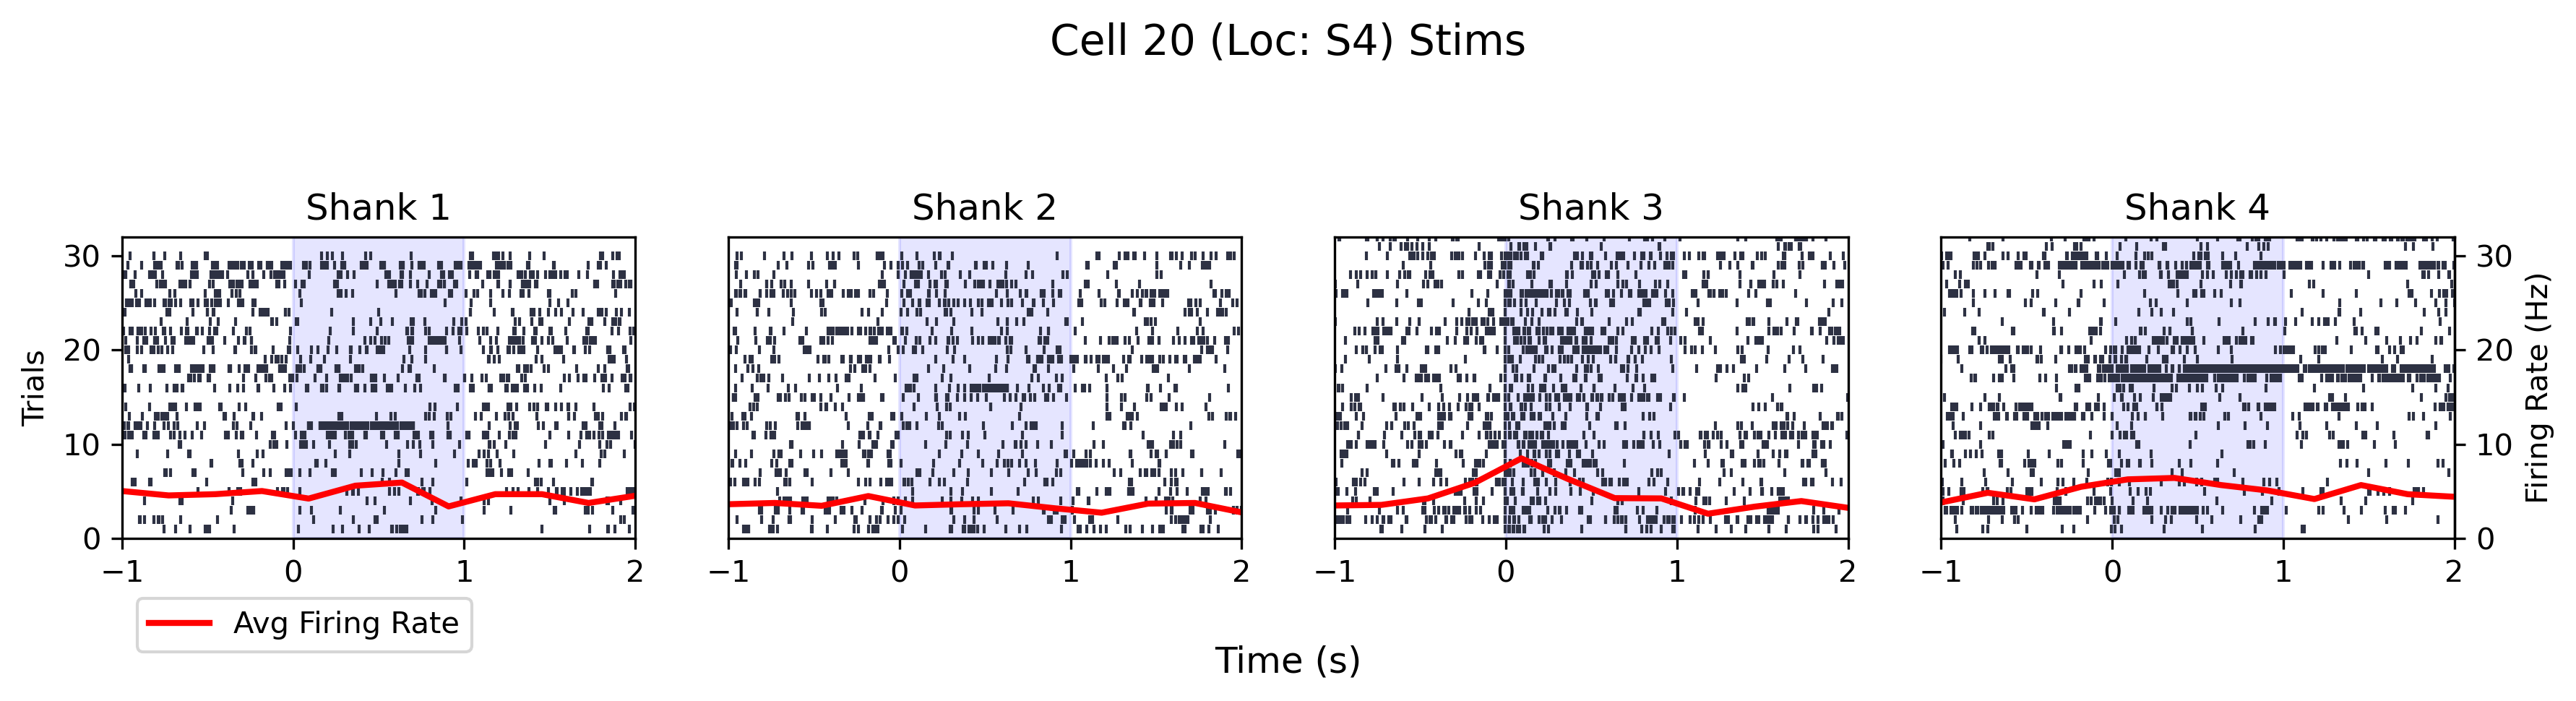 Cell 20 (Loc: S4) Stims
Shank 1
Shank 2
Shank 3
Shank 4
Trials
30
20
10
0
−1 0 1 2
−1 0 1 2
−1 0 1 2
−1 0 1 2
30
20
10
0
Firing Rate (Hz)
Avg Firing Rate
Time (s)